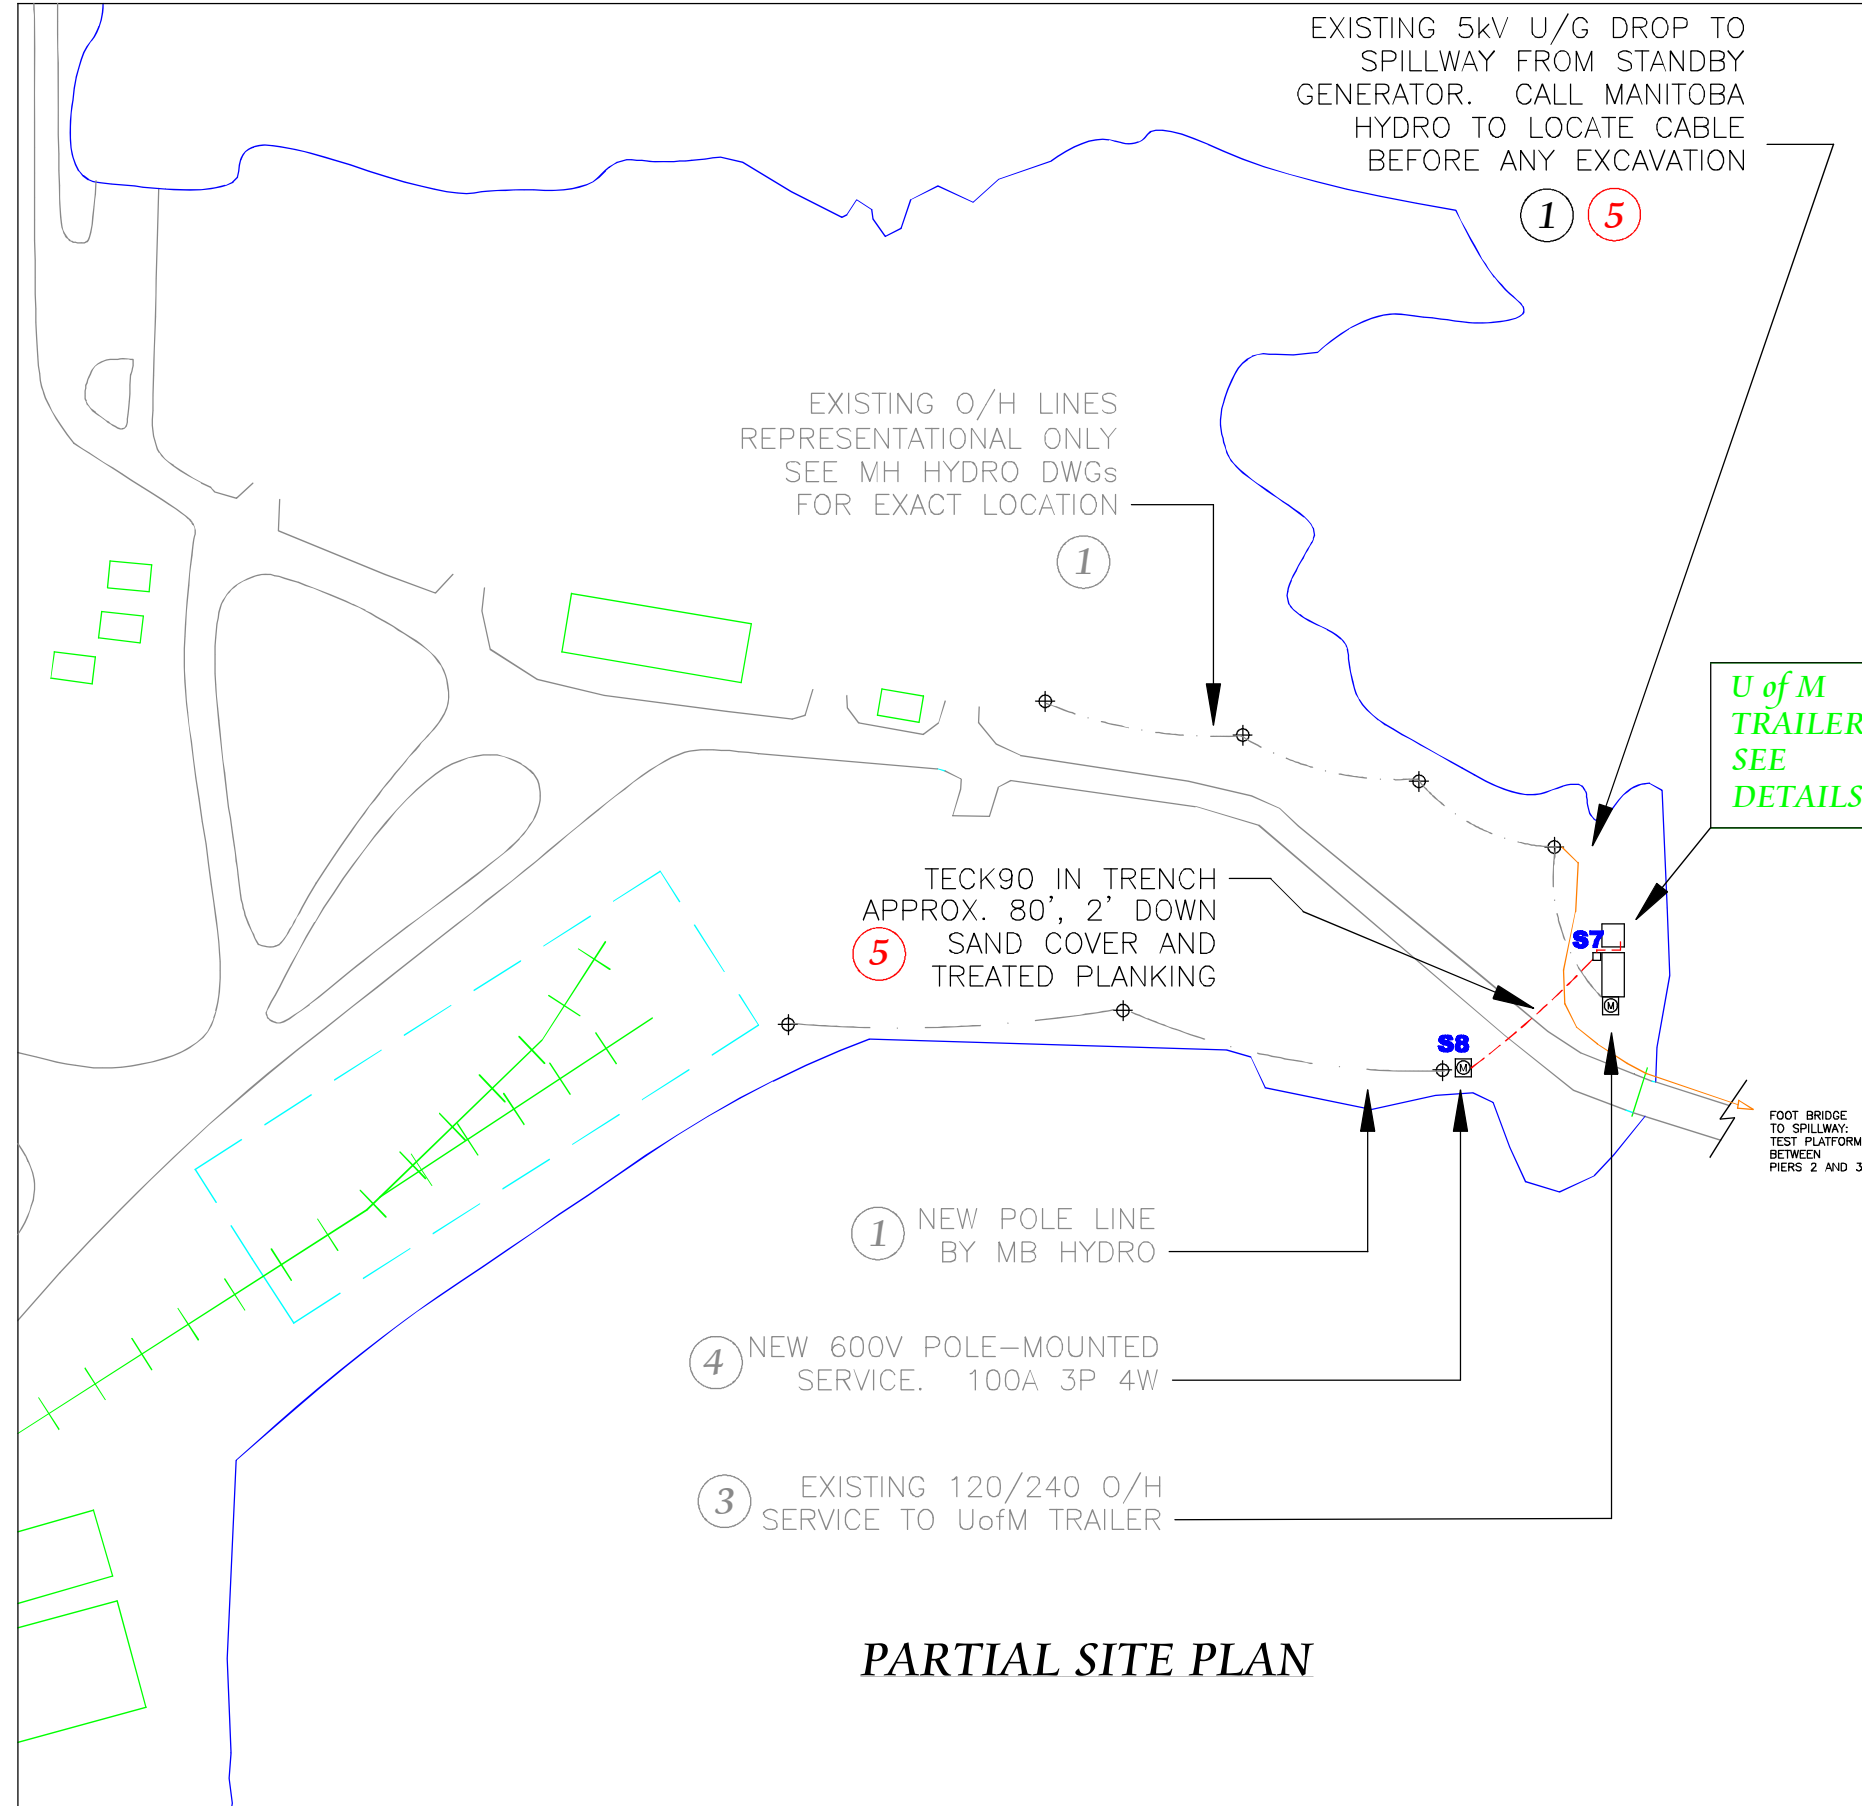 EXISTING 5kV U/G DROP TO
SPILLWAY FROM STANDBY
GENERATOR. CALL MANITOBA
HYDRO TO LOCATE CABLE
BEFORE ANY EXCAVATION
1 5
EXISTING O/H LINES
REPRESENTATIONAL ONLY
SEE MH HYDRO DWGs
FOR EXACT LOCATION
1
U of M
TRAILER
SEE
DETAILS
TECK90 IN TRENCH
APPROX. 80', 2' DOWN
5 SAND COVER AND
TREATED PLANKING
S7
M
S8
M
FOOT BRIDGE
TO SPILLWAY:
TEST PLATFORM
BETWEEN
PIERS 2 AND 3
1 NEW POLE LINE
BY MB HYDRO
4 NEW 600V POLE-MOUNTED
SERVICE. 100A 3P 4W
3 EXISTING 120/240 O/H
SERVICE TO UofM TRAILER
PARTIAL SITE PLAN